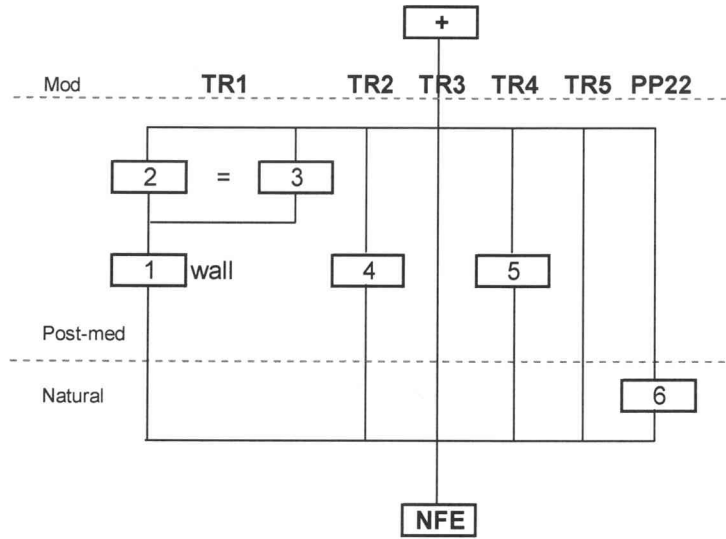 +
Mod TR1 TR2 TR3 TR4 TR5 PP22
2 = 3
1 wall 4 5
Post-med
Natural 6
NFE